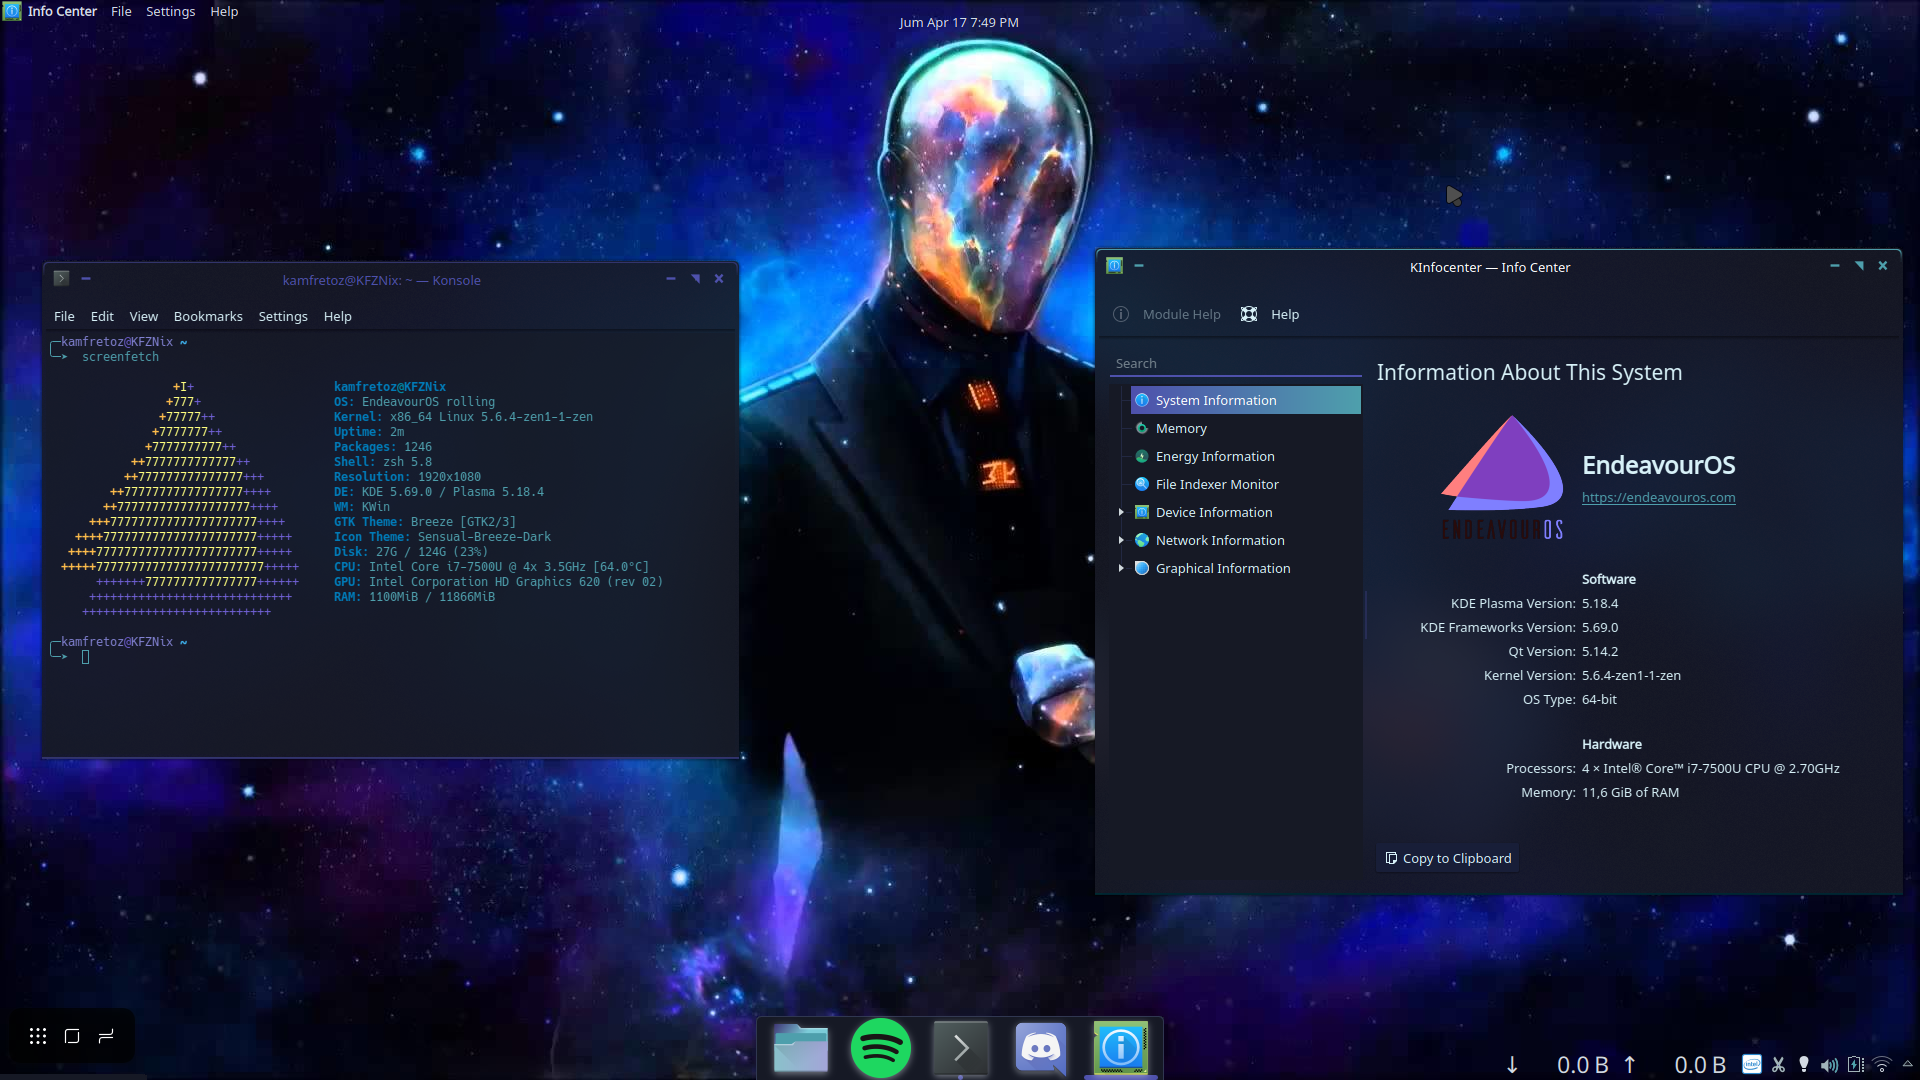 Info Center File Settings Help
Jum Apr 17 7:49 PM
kamfretoz@KFZNix: ~ — Konsole
File Edit View Bookmarks Settings Help
kamfretoz@KFZNix ~
screenfetch
+I+ kamfretoz@KFZNix
+777+ OS: EndeavourOS rolling
+77777++ Kernel: x86_64 Linux 5.6.4-zen1-1-zen
+7777777++ Uptime: 2m
+7777777777++ Packages: 1246
++7777777777777++ Shell: zsh 5.8
++777777777777777+++ Resolution: 1920x1080
++77777777777777777++++ DE: KDE 5.69.0 / Plasma 5.18.4
++7777777777777777777++++ WM: KWin
+++777777777777777777777++++ GTK Theme: Breeze [GTK2/3]
++++7777777777777777777777+++++ Icon Theme: Sensual-Breeze-Dark
++++77777777777777777777777+++++ Disk: 27G / 124G (23%)
+++++777777777777777777777777+++++ CPU: Intel Core i7-7500U @ 4x 3.5GHz [64.0°C]
+++++++7777777777777777++++++ GPU: Intel Corporation HD Graphics 620 (rev 02)
+++++++++++++++++++++++++++++ RAM: 1100MiB / 11866MiB
+++++++++++++++++++++++++++
kamfretoz@KFZNix ~
KInfocenter — Info Center
Module Help Help
Search
System Information
Memory
Energy Information
File Indexer Monitor
Device Information
Network Information
Graphical Information
Information About This System
ENDEAVOUROS
EndeavourOS
https://endeavouros.com
Software
KDE Plasma Version: 5.18.4
KDE Frameworks Version: 5.69.0
Qt Version: 5.14.2
Kernel Version: 5.6.4-zen1-1-zen
OS Type: 64-bit
Hardware
Processors: 4 × Intel® Core™ i7-7500U CPU @ 2.70GHz
Memory: 11,6 GiB of RAM
Copy to Clipboard
↓ 0.0 B ↑ 0.0 B